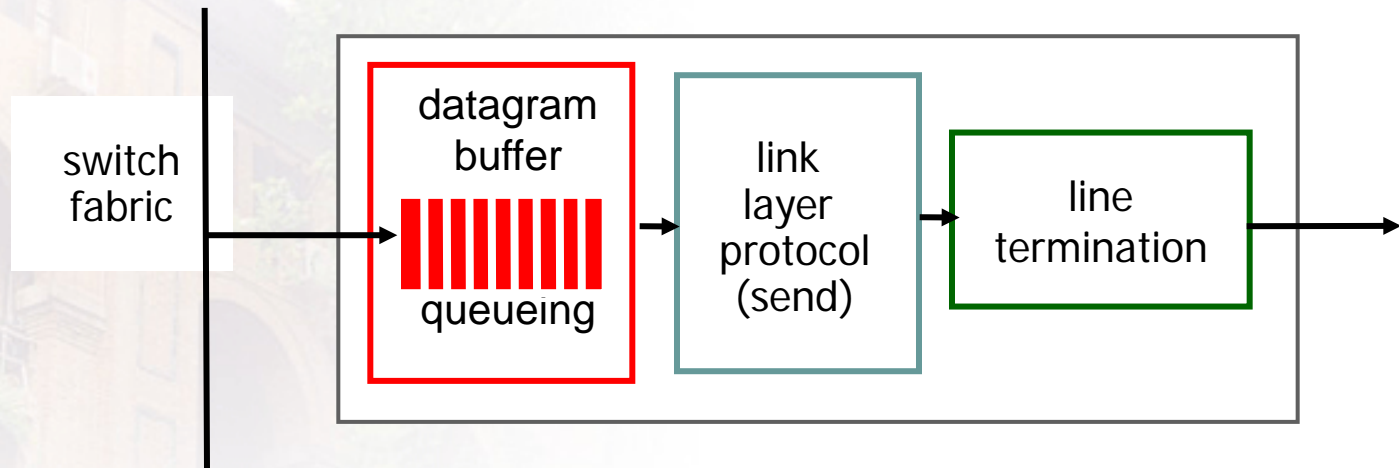 switch
fabric
datagram
buffer
queueing
link
layer
protocol
(send)
line
termination